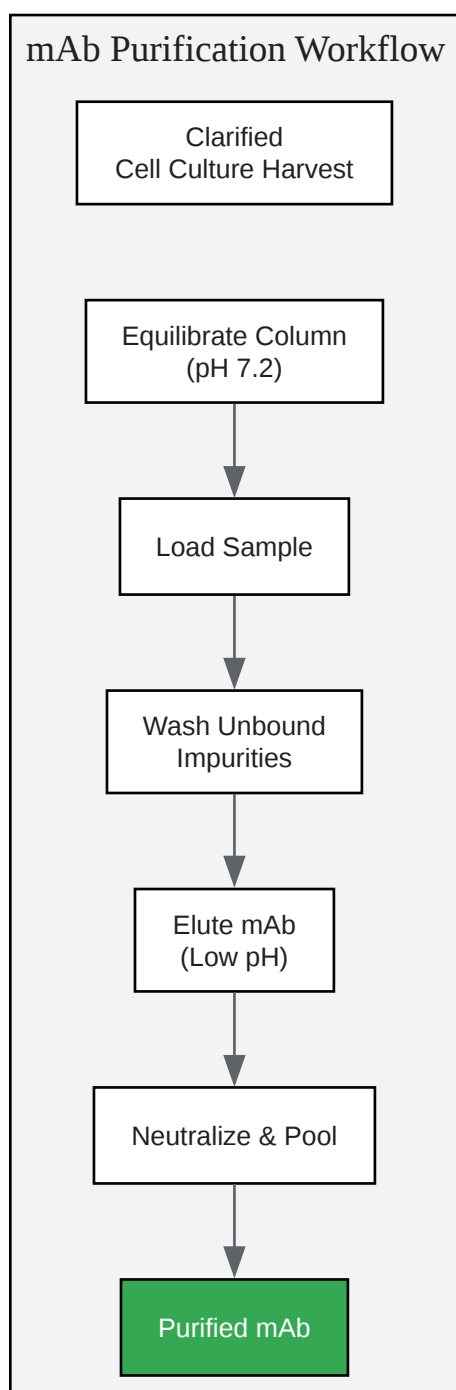 mAb Purification Workflow
Clarified
Cell Culture Harvest
Equilibrate Column
(pH 7.2)
Load Sample
Wash Unbound
Impurities
Elute mAb
(Low pH)
Neutralize & Pool
Purified mAb